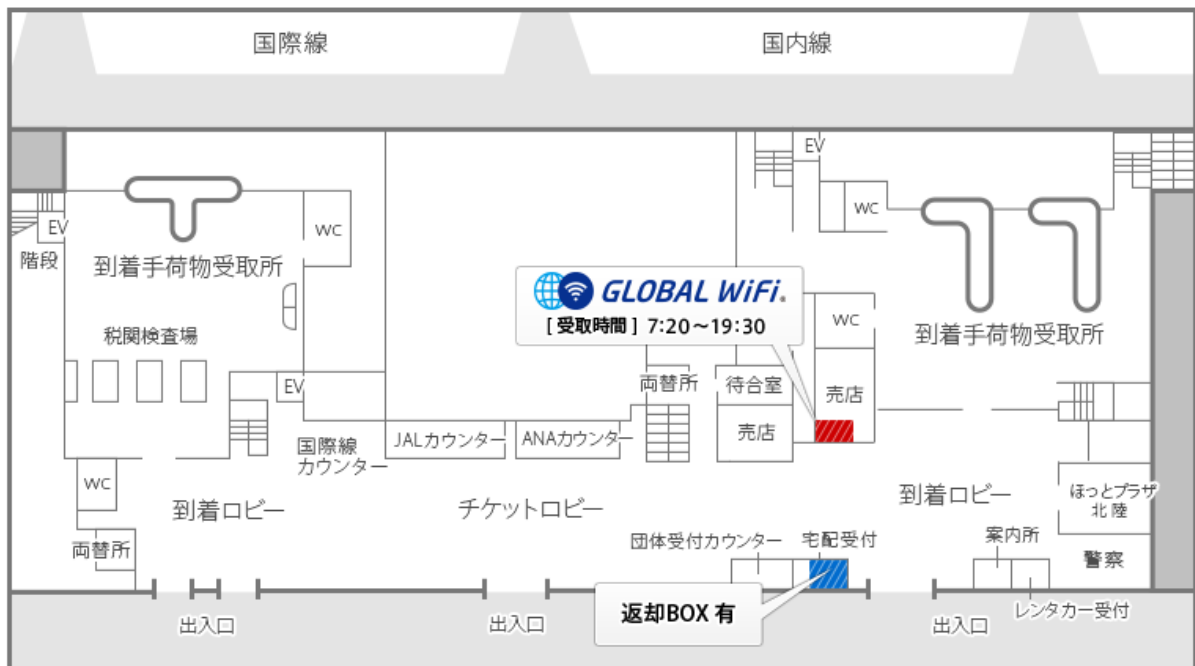 国際線
国内線
EV
WC
WC
EV
階段
到着手荷物受取所
GLOBAL WiFi.
[ 受取時間 ] 7:20～19:30
WC
到着手荷物受取所
税関検査場
両替所
待合室
売店
EV
売店
国際線
カウンター
JALカウンター
ANAカウンター
WC
到着ロビー
チケットロビー
到着ロビー
ほっとプラザ
北陸
両替所
団体受付カウンター
宅配受付
案内所
警察
返却BOX 有
レンタカー受付
出入口
出入口
出入口